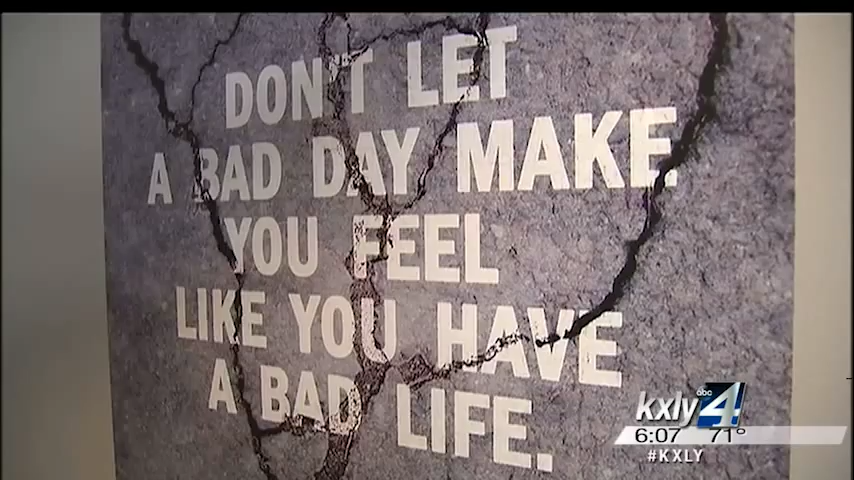 DON'T LET
A BAD DAY MAKE
YOU FEEL
LIKE YOU HAVE
A BAD LIFE.
kxly abc 4
6:07 71°
#KXLY